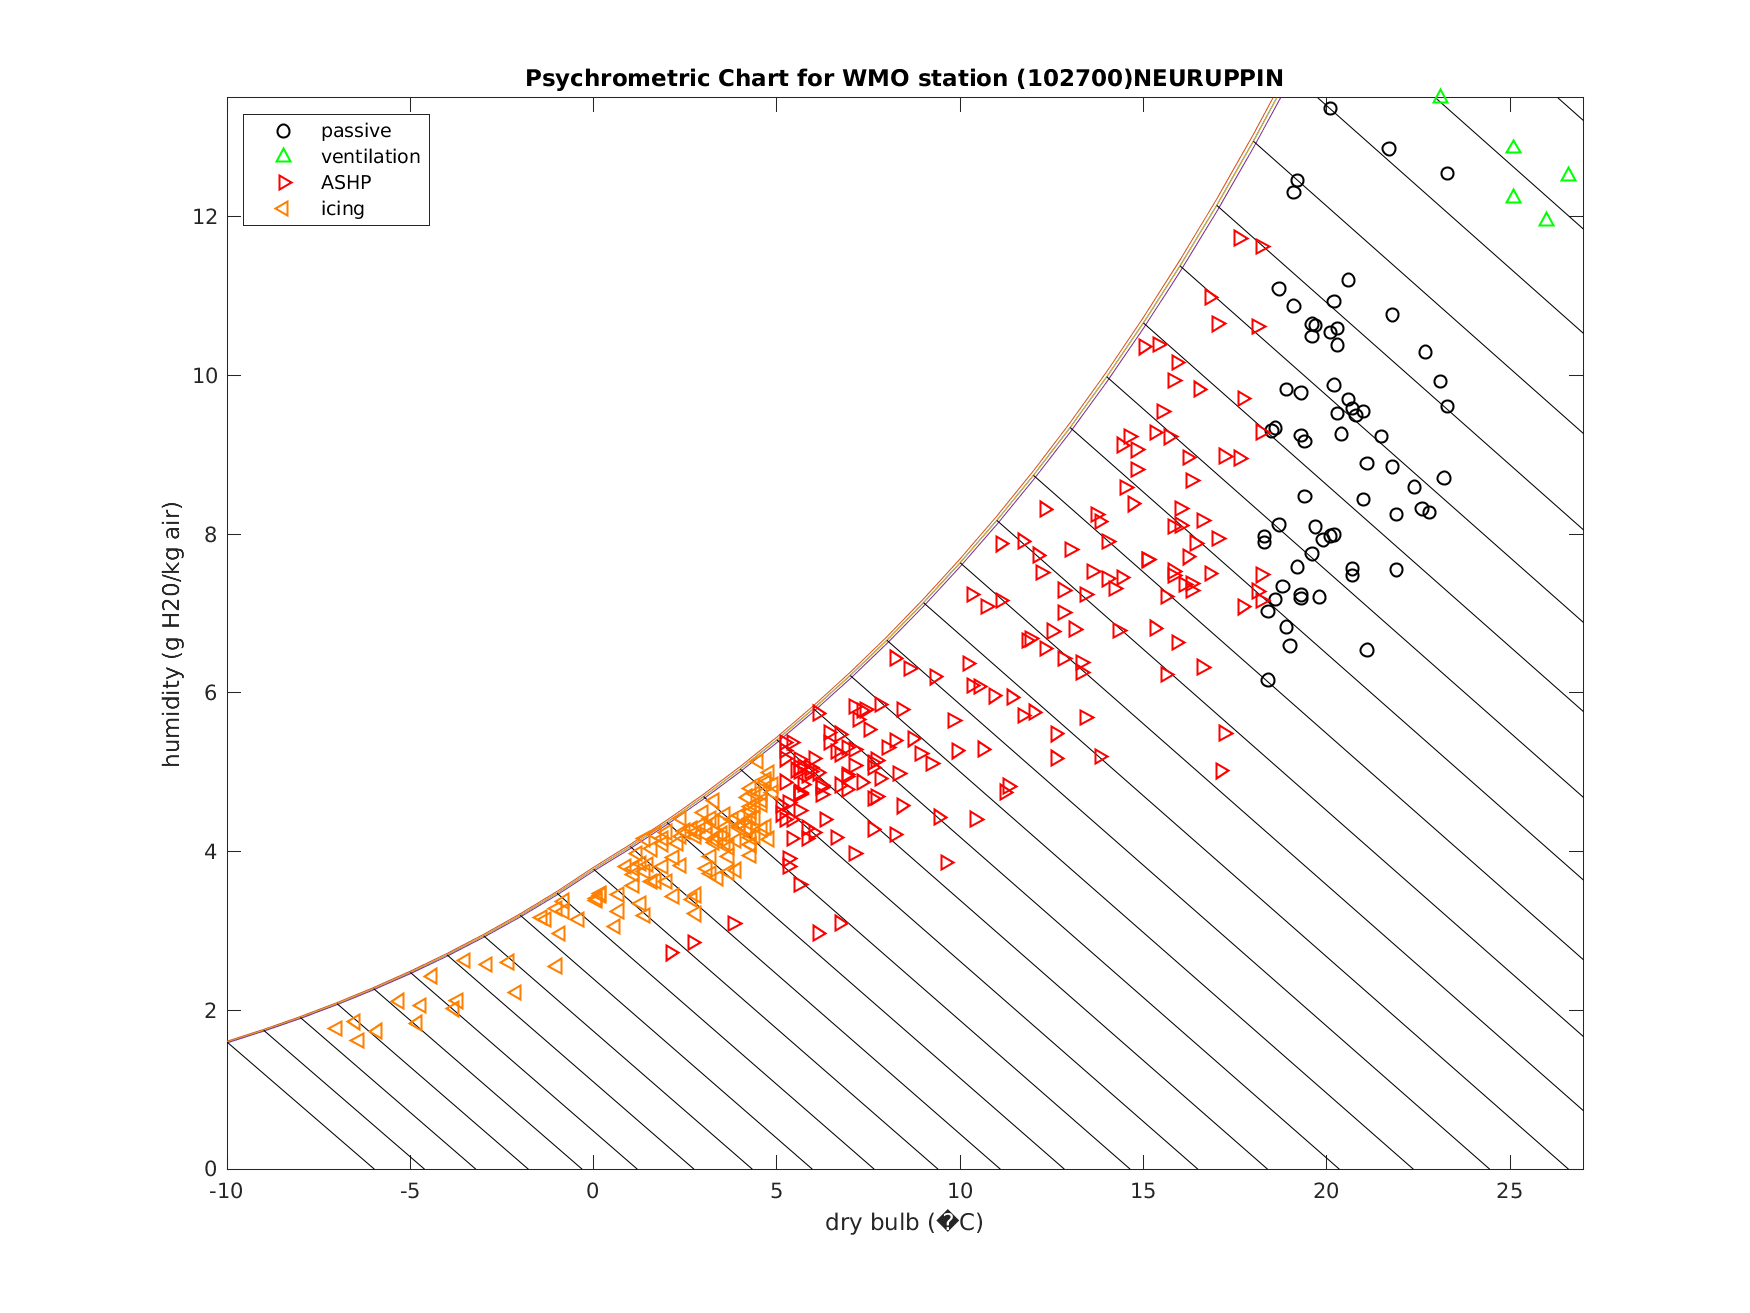 Psychrometric Chart for WMO station (102700)NEURUPPIN
passive
ventilation
ASHP
icing
humidity (g H20/kg air)
12
10
8
6
4
2
0
-10 -5 0 5 10 15 20 25
dry bulb (�C)